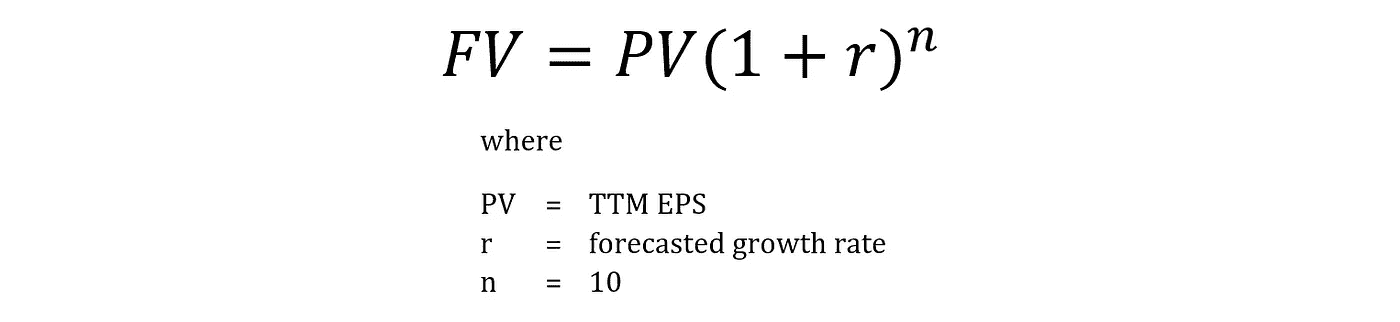 FV = PV(1 + r)ⁿ
where
PV = TTM EPS
r = forecasted growth rate
n = 10